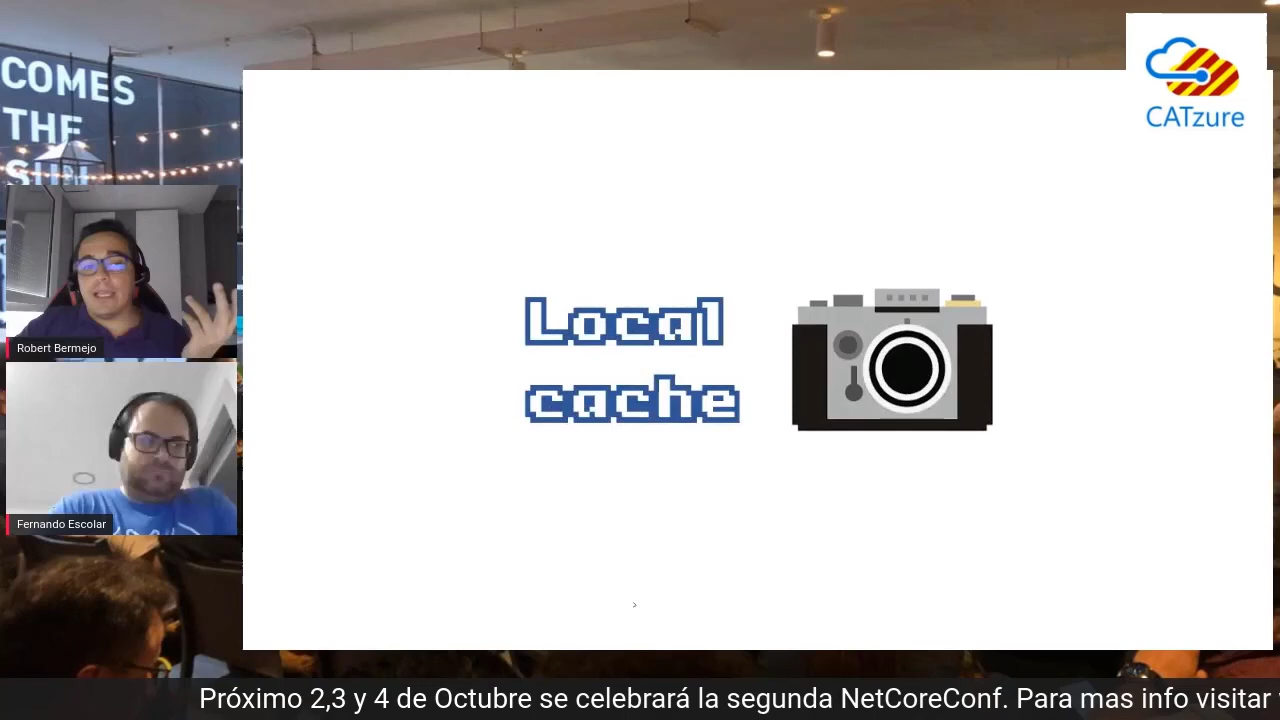 COMES
THE
SUN
CATzure
Local
cache
Robert Bermejo
Fernando Escolar
Próximo 2,3 y 4 de Octubre se celebrará la segunda NetCoreConf. Para mas info visitar